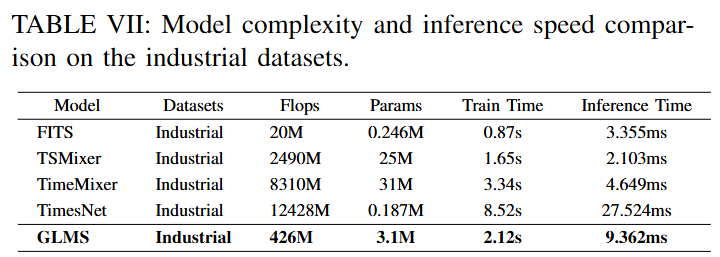 TABLE VII: Model complexity and inference speed compar-
ison on the industrial datasets.
Model Datasets Flops Params Train Time Inference Time
FITS Industrial 20M 0.246M 0.87s 3.355ms
TSMixer Industrial 2490M 25M 1.65s 2.103ms
TimeMixer Industrial 8310M 31M 3.34s 4.649ms
TimesNet Industrial 12428M 0.187M 8.52s 27.524ms
GLMS Industrial 426M 3.1M 2.12s 9.362ms